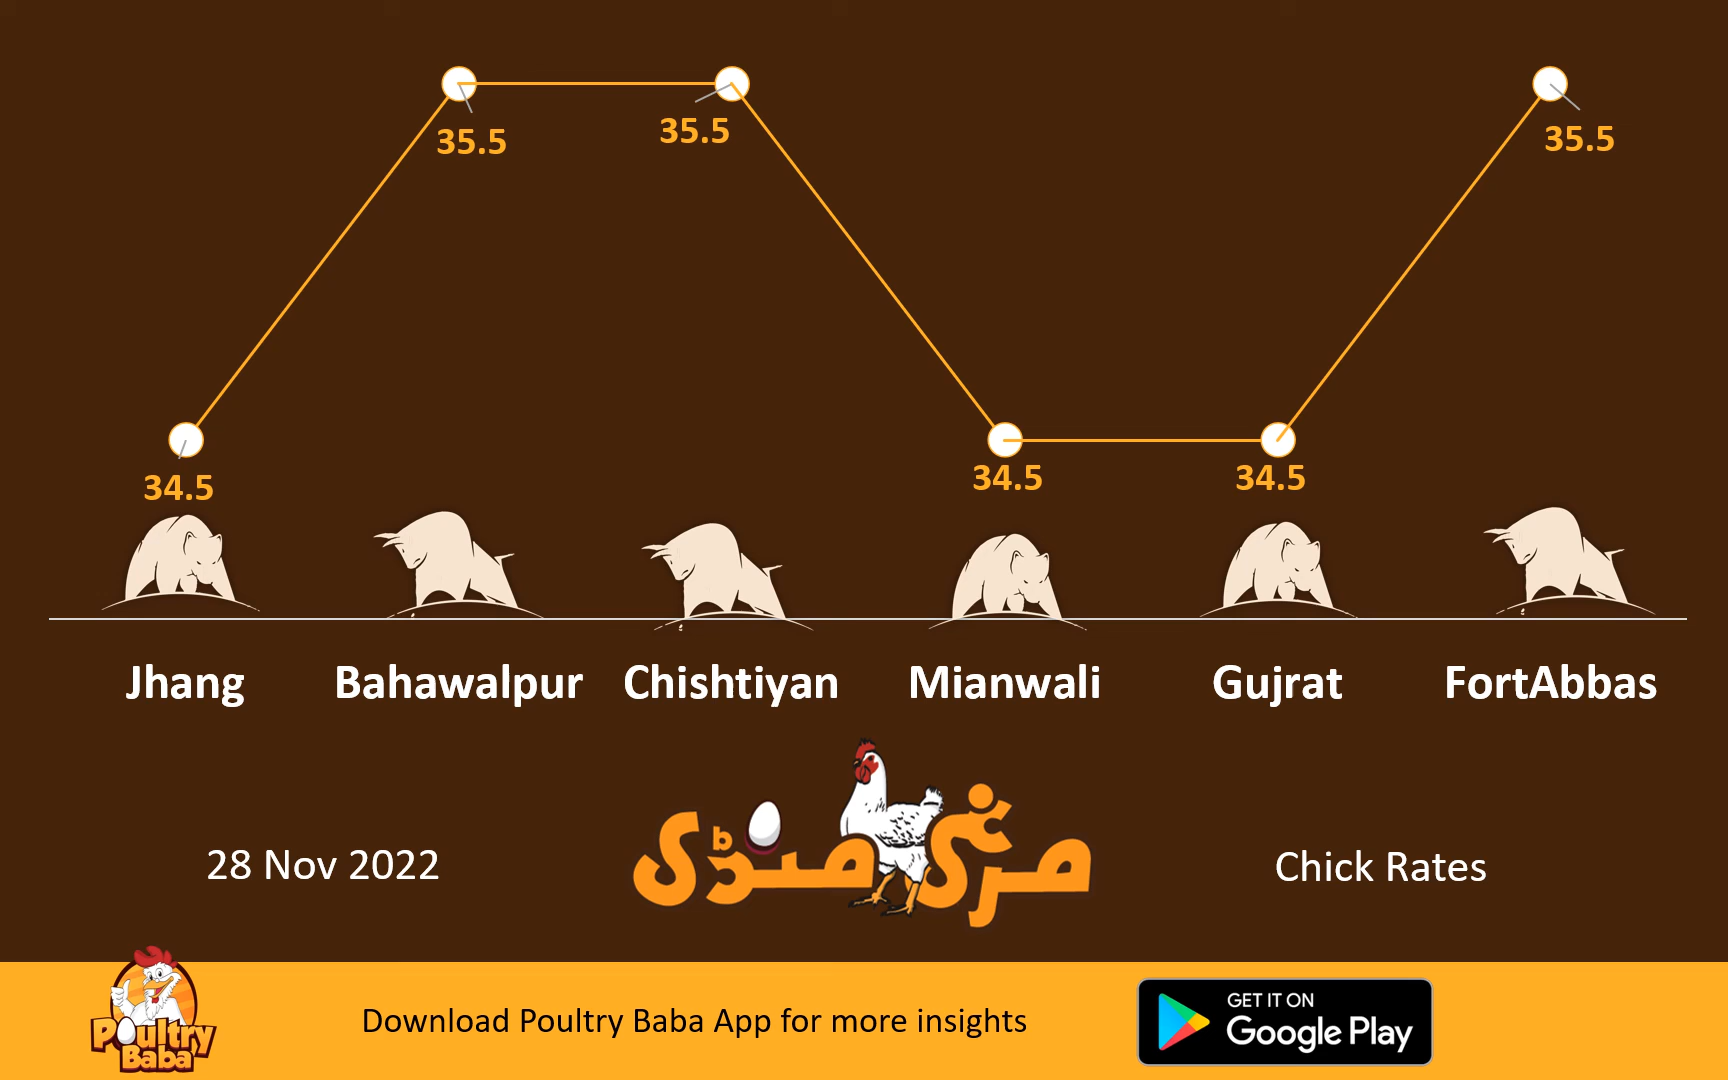 35.5
35.5
35.5
34.5
34.5
34.5
Jhang
Bahawalpur
Chishtiyan
Mianwali
Gujrat
FortAbbas
مرغی منڈی
28 Nov 2022
Chick Rates
Poultry
Baba
Download Poultry Baba App for more insights
GET IT ON
Google Play